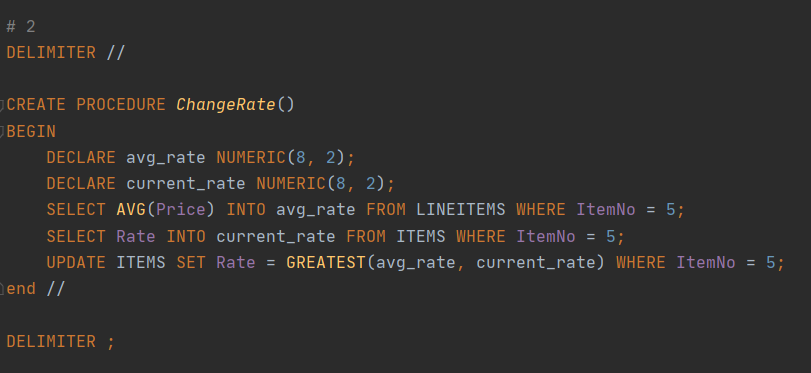 # 2
DELIMITER //
CREATE PROCEDURE ChangeRate()
BEGIN
DECLARE avg_rate NUMERIC(8, 2);
DECLARE current_rate NUMERIC(8, 2);
SELECT AVG(Price) INTO avg_rate FROM LINEITEMS WHERE ItemNo = 5;
SELECT Rate INTO current_rate FROM ITEMS WHERE ItemNo = 5;
UPDATE ITEMS SET Rate = GREATEST(avg_rate, current_rate) WHERE ItemNo = 5;
end //
DELIMITER ;